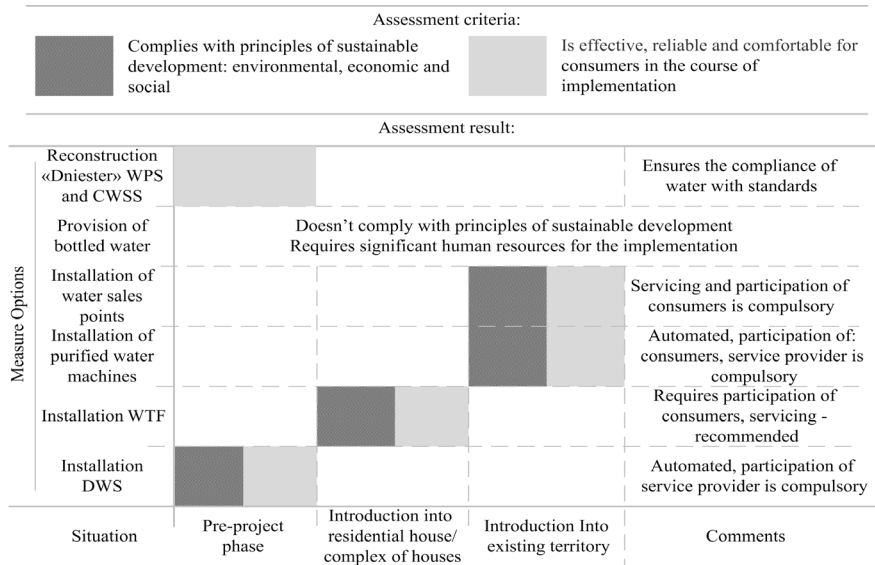 Assessment criteria:
Complies with principles of sustainable
development: environmental, economic and
social
Is effective, reliable and comfortable for
consumers in the course of
implementation
Assessment result:
Measure Options
Reconstruction
«Dniester» WPS
and CWSS
Ensures the compliance of
water with standards
Provision of
bottled water
Doesn't comply with principles of sustainable development
Requires significant human resources for the implementation
Installation of
water sales
points
Servicing and participation of
consumers is compulsory
Installation of
purified water
machines
Automated, participation of:
consumers, service provider is
compulsory
Installation WTF
Requires participation of
consumers, servicing -
recommended
Installation
DWS
Automated, participation of
service provider is compulsory
Situation
Pre-project
phase
Introduction into
residential house/
complex of houses
Introduction Into
existing territory
Comments